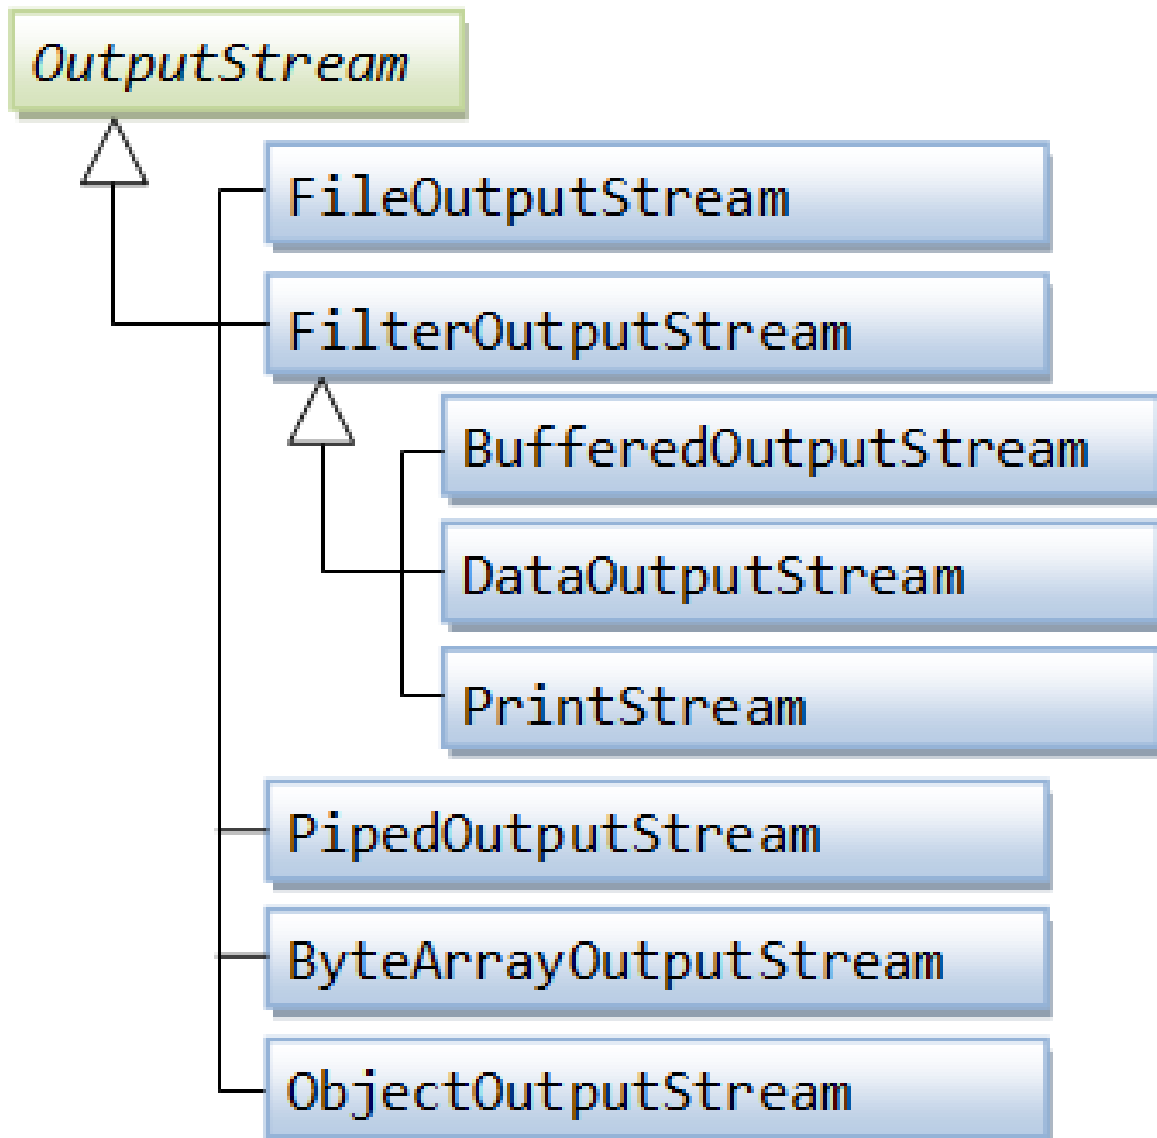 OutputStream
FileOutputStream
FilterOutputStream
BufferedOutputStream
DataOutputStream
PrintStream
PipedOutputStream
ByteArrayOutputStream
ObjectOutputStream